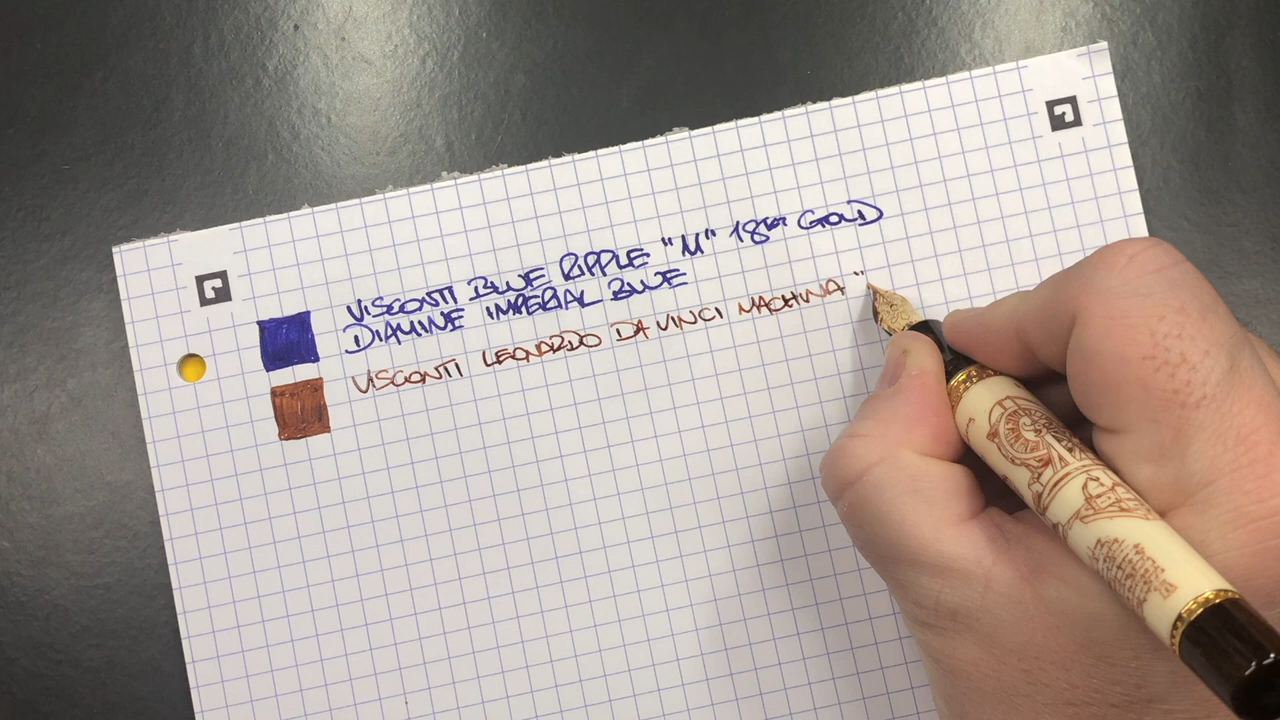 VISCONTI BLUE RIPPLE "M" 18KT GOLD
DIAMINE IMPERIAL BLUE
VISCONTI LEONARDO DA VINCI MACHINA "